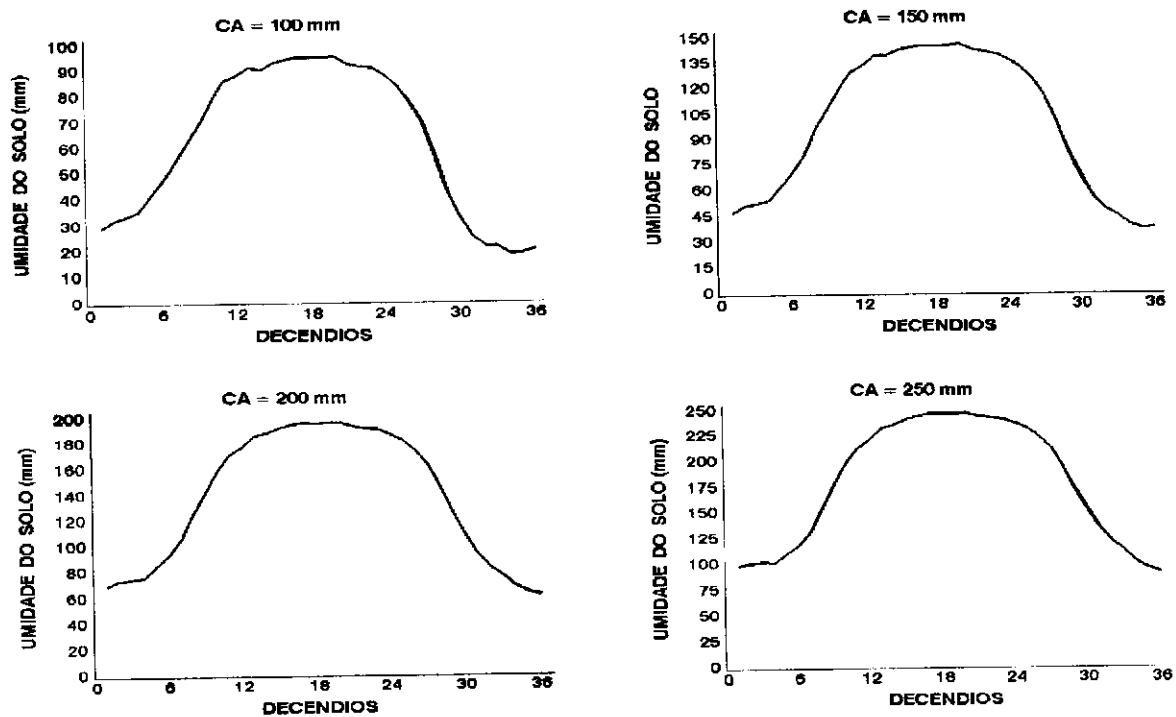 CA = 100 mm
UMIDADE DO SOLO (mm)
100
90
80
70
60
50
40
30
20
10
0
0 6 12 18 24 30 36
DECENDIOS
CA = 150 mm
UMIDADE DO SOLO
150
135
120
105
90
75
60
45
30
15
0
0 6 12 18 24 30 36
DECENDIOS
CA = 200 mm
UMIDADE DO SOLO (mm)
200
180
160
140
120
100
80
60
40
20
0
0 6 12 18 24 30 36
DECENDIOS
CA = 250 mm
UMIDADE DO SOLO (mm)
250
225
200
175
150
125
100
75
50
25
0
0 6 12 18 24 30 36
DECENDIOS